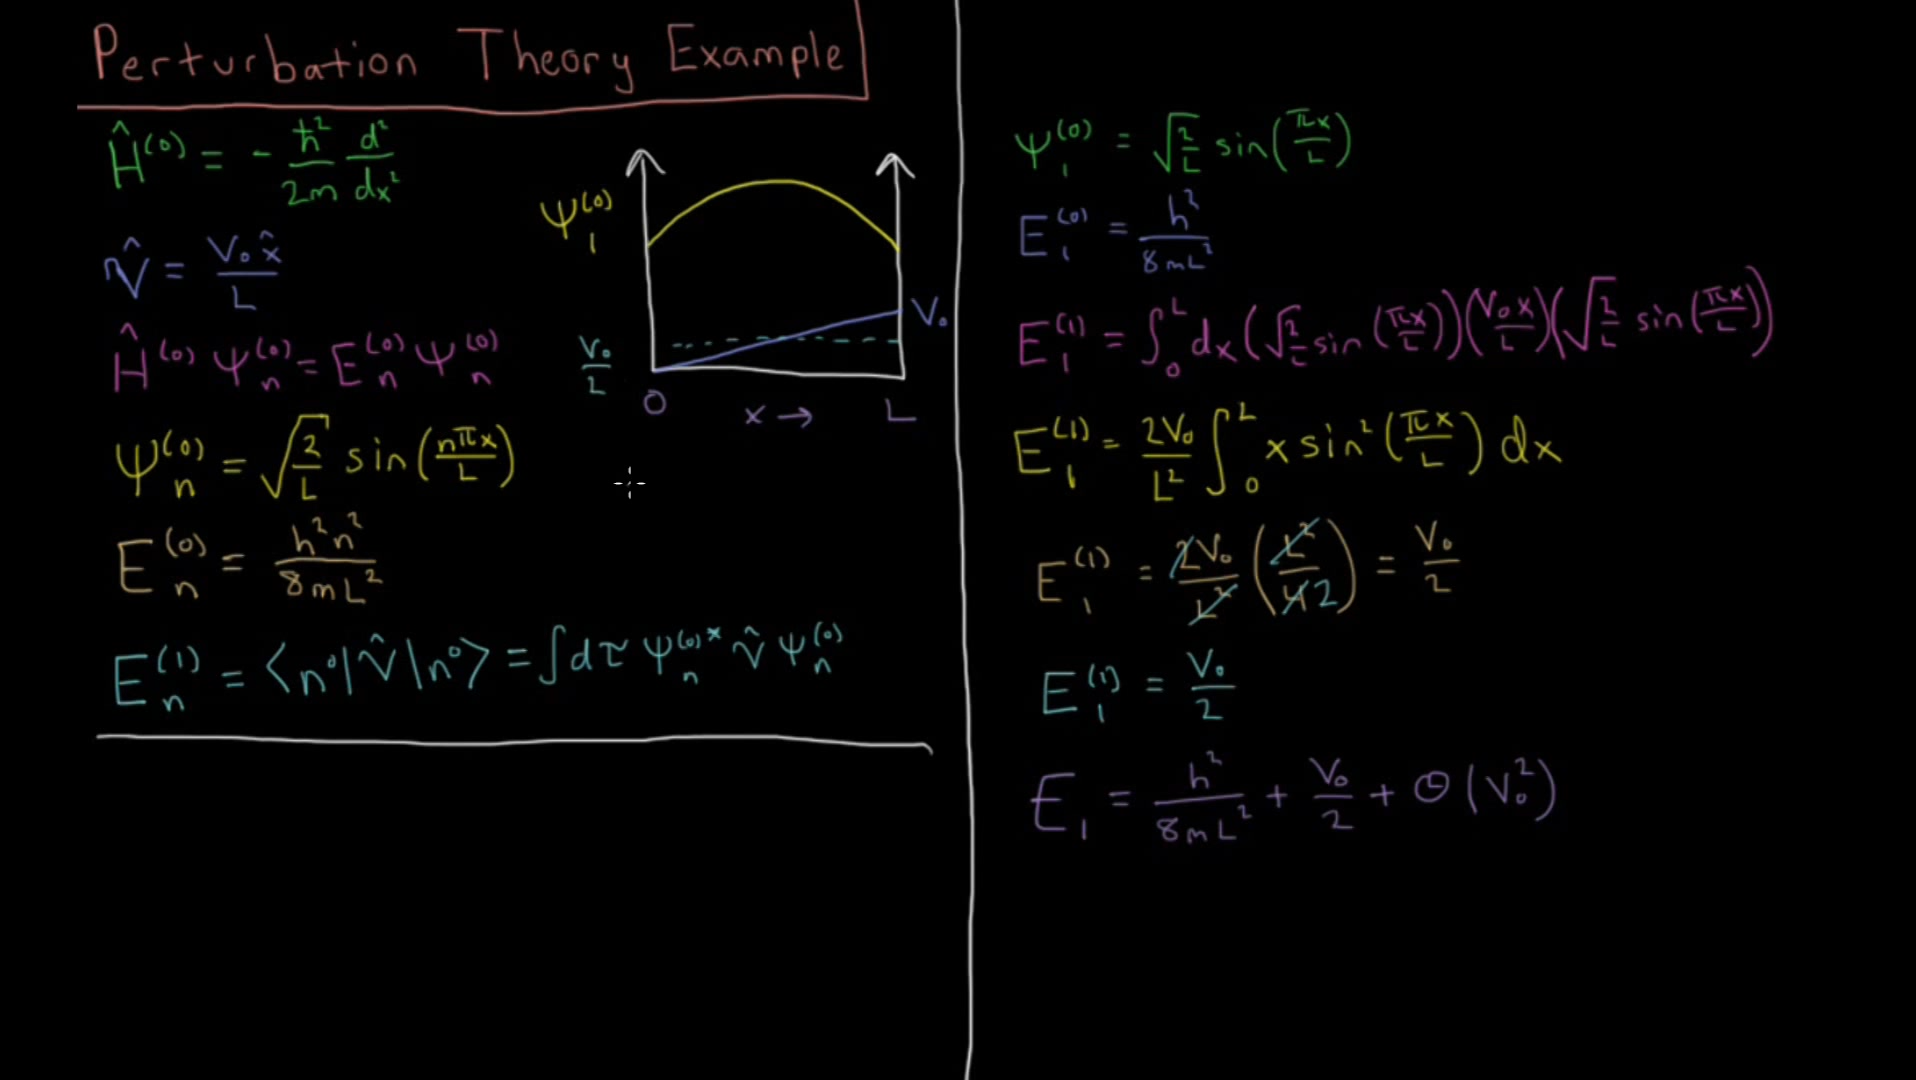 Perturbation Theory Example
Ĥ⁽⁰⁾ = - ħ²/2m d²/dx²
V̂ = V₀x̂/L
Ĥ⁽⁰⁾ ψₙ⁽⁰⁾ = Eₙ⁽⁰⁾ ψₙ⁽⁰⁾
ψₙ⁽⁰⁾ = √(2/L) sin(nπx/L)
Eₙ⁽⁰⁾ = h²n²/8mL²
Eₙ⁽¹⁾ = ⟨n⁰|V̂|n⁰⟩ = ∫dτ ψₙ⁽⁰⁾* V̂ ψₙ⁽⁰⁾
ψ₁⁽⁰⁾
V₀
V₀/2
0 x → L
ψ₁⁽⁰⁾ = √(2/L) sin(πx/L)
E₁⁽⁰⁾ = h²/8mL²
E₁⁽¹⁾ = ∫₀ᴸ dx (√(2/L) sin(πx/L))(V₀x/L)(√(2/L) sin(πx/L))
E₁⁽¹⁾ = 2V₀/L² ∫₀ᴸ x sin²(πx/L) dx
E₁⁽¹⁾ = 2V₀/L² (L²/4 2) = V₀/2
E₁⁽¹⁾ = V₀/2
E₁ = h²/8mL² + V₀/2 + Θ(V₀²)